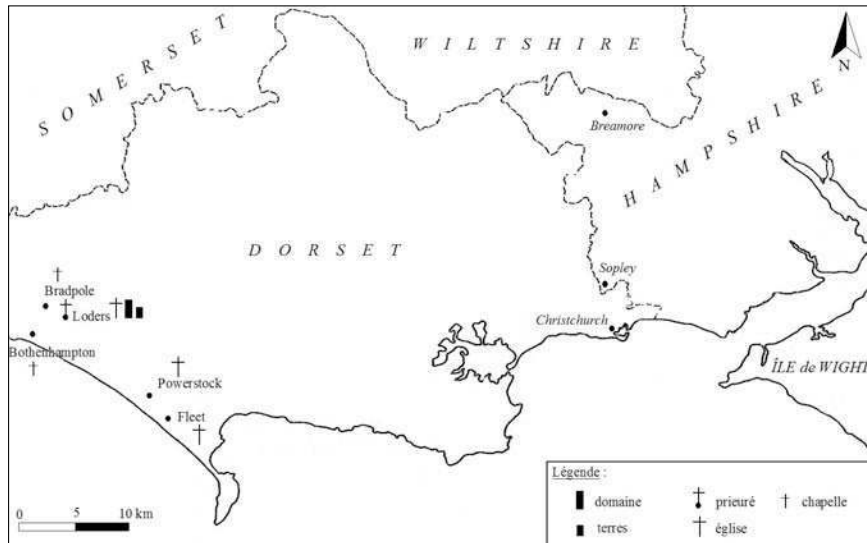 WILTSHIRE
SOMERSET
N
Breamore
HAMPSHIRE
DORSET
Sopley
Bradpole
Loders
Christchurch
Bothenhampton
ÎLE de WIGHT
Powerstock
Fleet
Légende :
domaine
prieuré
chapelle
terres
église
0 5 10 km